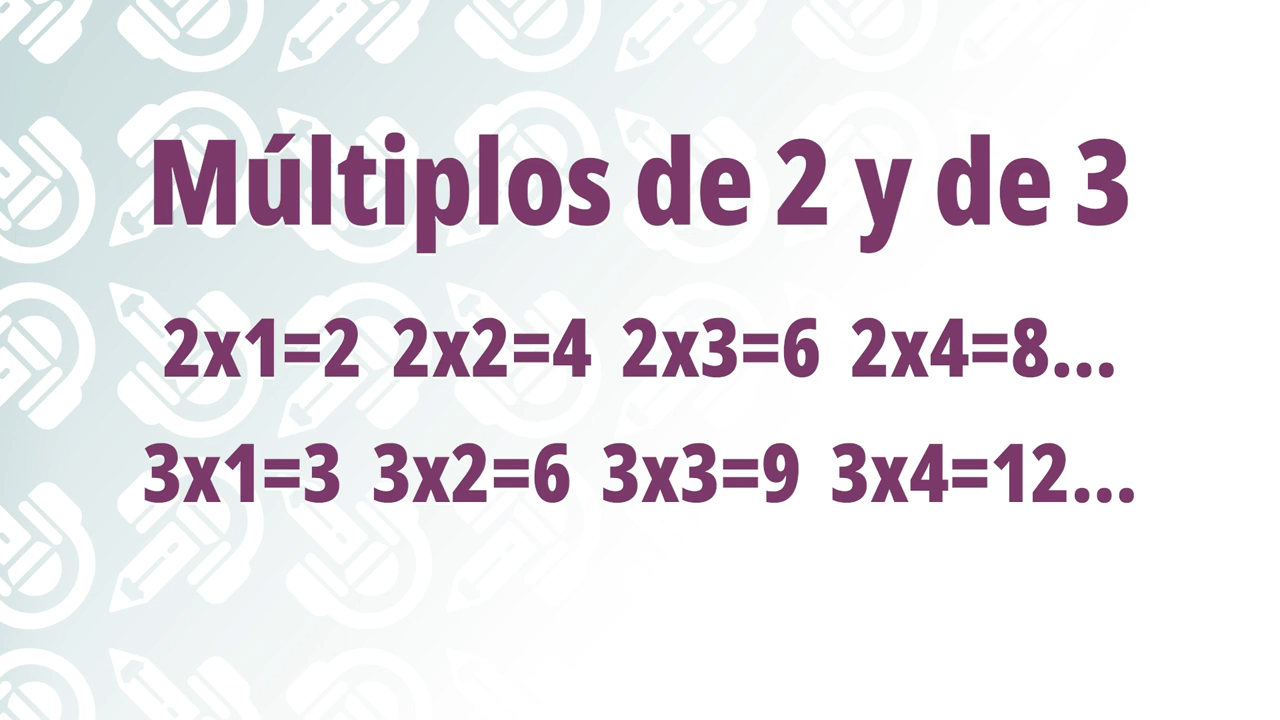 Múltiplos de 2 y de 3
2x1=2 2x2=4 2x3=6 2x4=8...
3x1=3 3x2=6 3x3=9 3x4=12...